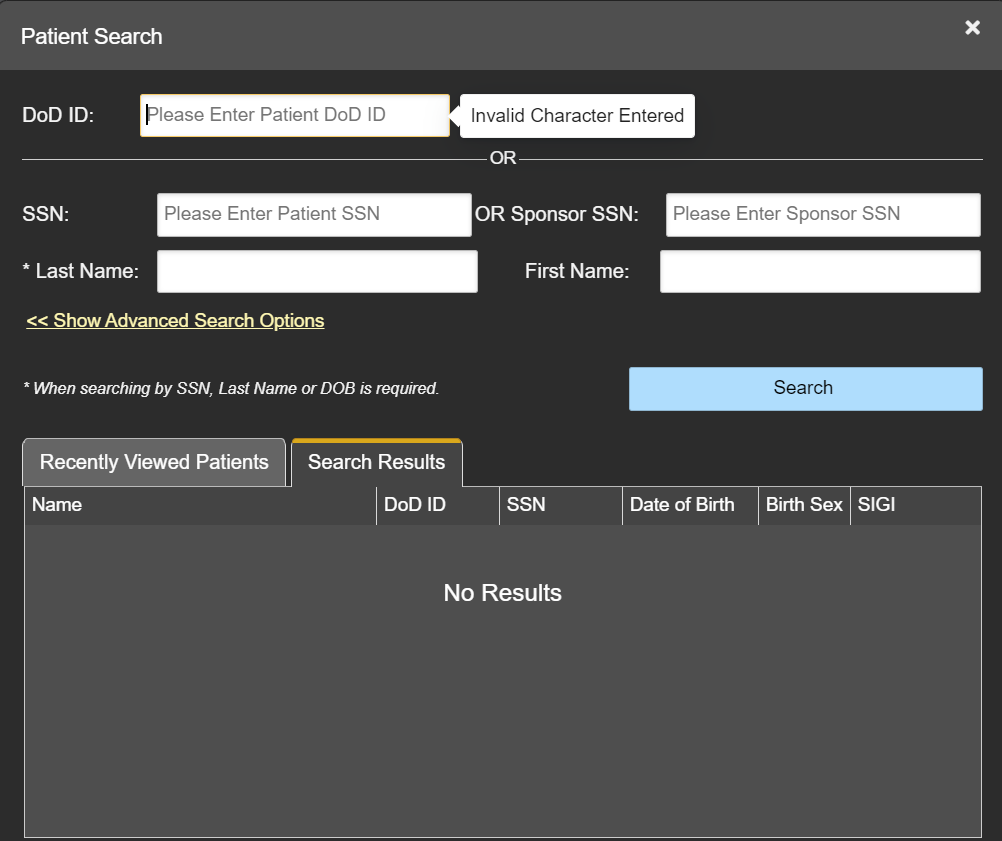 Patient Search
DoD ID: Please Enter Patient DoD ID Invalid Character Entered
OR
SSN: Please Enter Patient SSN OR Sponsor SSN: Please Enter Sponsor SSN
* Last Name: First Name:
<< Show Advanced Search Options
* When searching by SSN, Last Name or DOB is required. Search
Recently Viewed Patients Search Results
Name DoD ID SSN Date of Birth Birth Sex SIGI
No Results